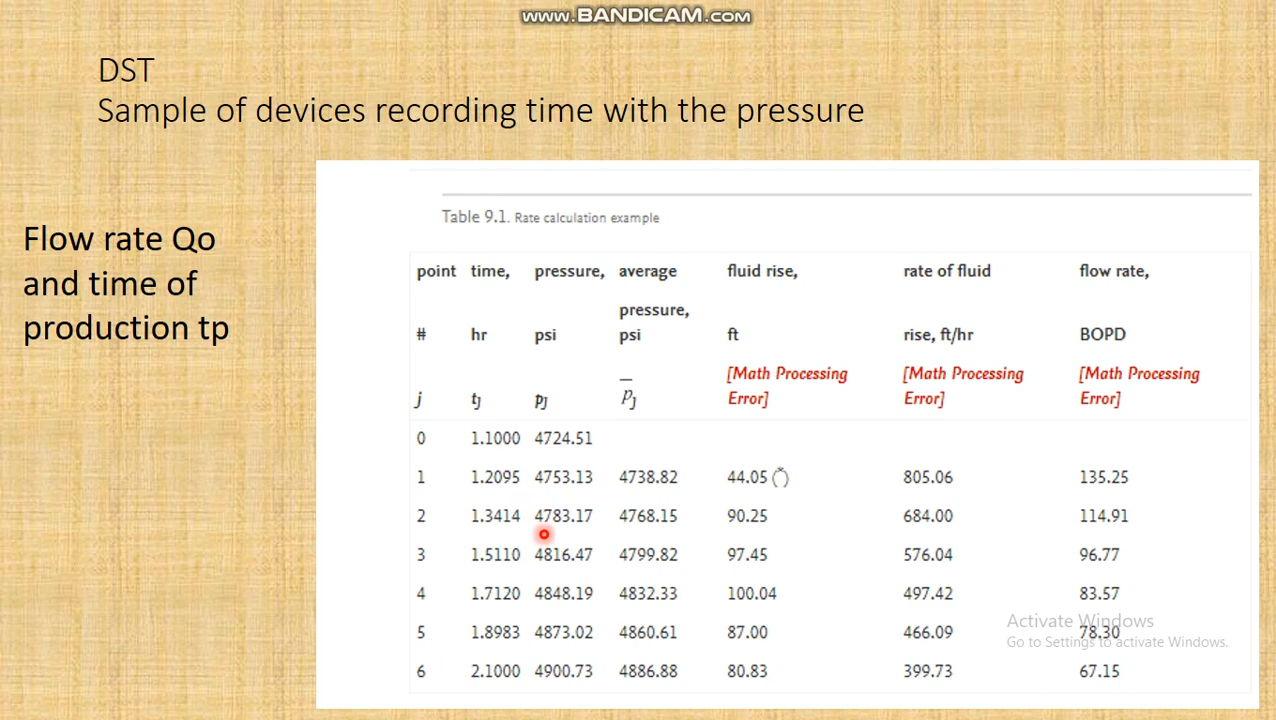 www.BANDICAM.com
DST
Sample of devices recording time with the pressure
Flow rate Qo
and time of
production tp
Table 9.1. Rate calculation example
point time, pressure, average fluid rise, rate of fluid flow rate,
pressure,
# hr psi psi ft rise, ft/hr BOPD
[Math Processing [Math Processing [Math Processing
j tj pj p̅j Error] Error] Error]
0 1.1000 4724.51
1 1.2095 4753.13 4738.82 44.05 805.06 135.25
2 1.3414 4783.17 4768.15 90.25 684.00 114.91
3 1.5110 4816.47 4799.82 97.45 576.04 96.77
4 1.7120 4848.19 4832.33 100.04 497.42 83.57
5 1.8983 4873.02 4860.61 87.00 466.09 78.30
6 2.1000 4900.73 4886.88 80.83 399.73 67.15
Activate Windows
Go to Settings to activate Windows.